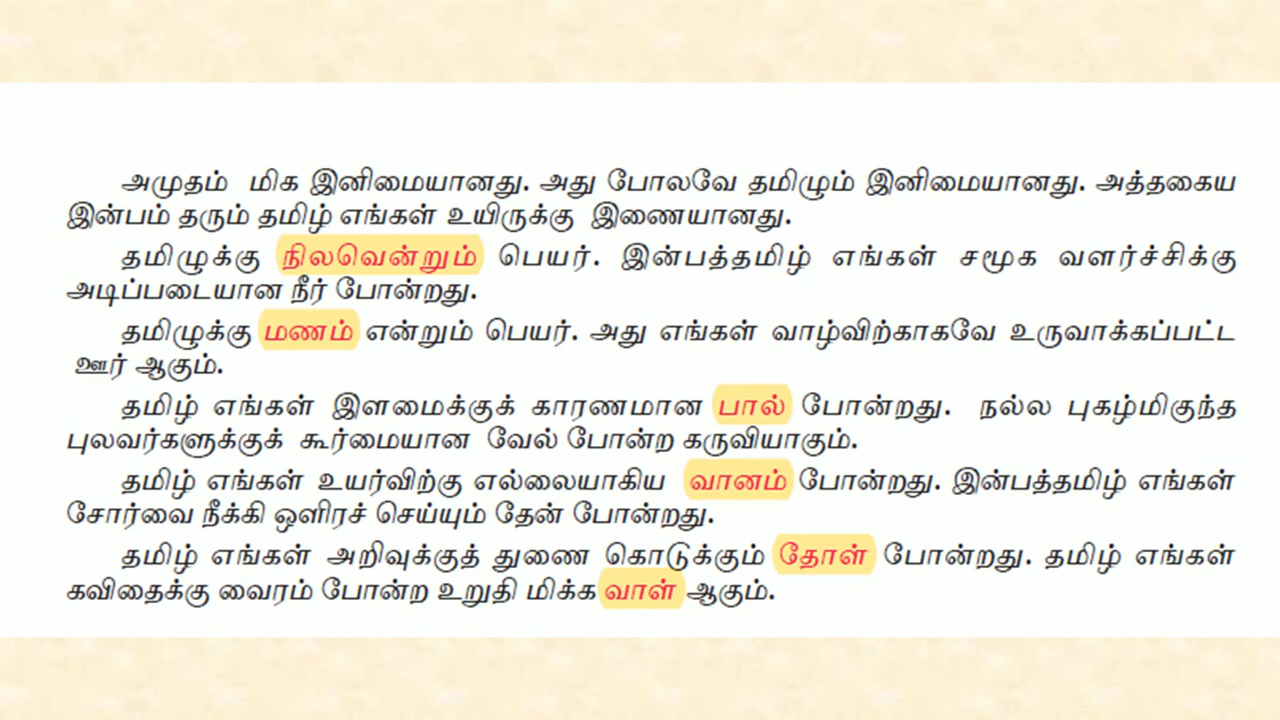 அமுதம் மிக இனிமையானது. அது போலவே தமிழும் இனிமையானது. அத்தகைய
இன்பம் தரும் தமிழ் எங்கள் உயிருக்கு இணையானது.
தமிழுக்கு நிலவென்றும் பெயர். இன்பத்தமிழ் எங்கள் சமூக வளர்ச்சிக்கு
அடிப்படையான நீர் போன்றது.
தமிழுக்கு மணம் என்றும் பெயர். அது எங்கள் வாழ்விற்காகவே உருவாக்கப்பட்ட
ஊர் ஆகும்.
தமிழ் எங்கள் இளமைக்குக் காரணமான பால் போன்றது. நல்ல புகழ்மிகுந்த
புலவர்களுக்குக் கூர்மையான வேல் போன்ற கருவியாகும்.
தமிழ் எங்கள் உயர்விற்கு எல்லையாகிய வானம் போன்றது. இன்பத்தமிழ் எங்கள்
சோர்வை நீக்கி ஒளிரச் செய்யும் தேன் போன்றது.
தமிழ் எங்கள் அறிவுக்குத் துணை கொடுக்கும் தோள் போன்றது. தமிழ் எங்கள்
கவிதைக்கு வைரம் போன்ற உறுதி மிக்க வாள் ஆகும்.